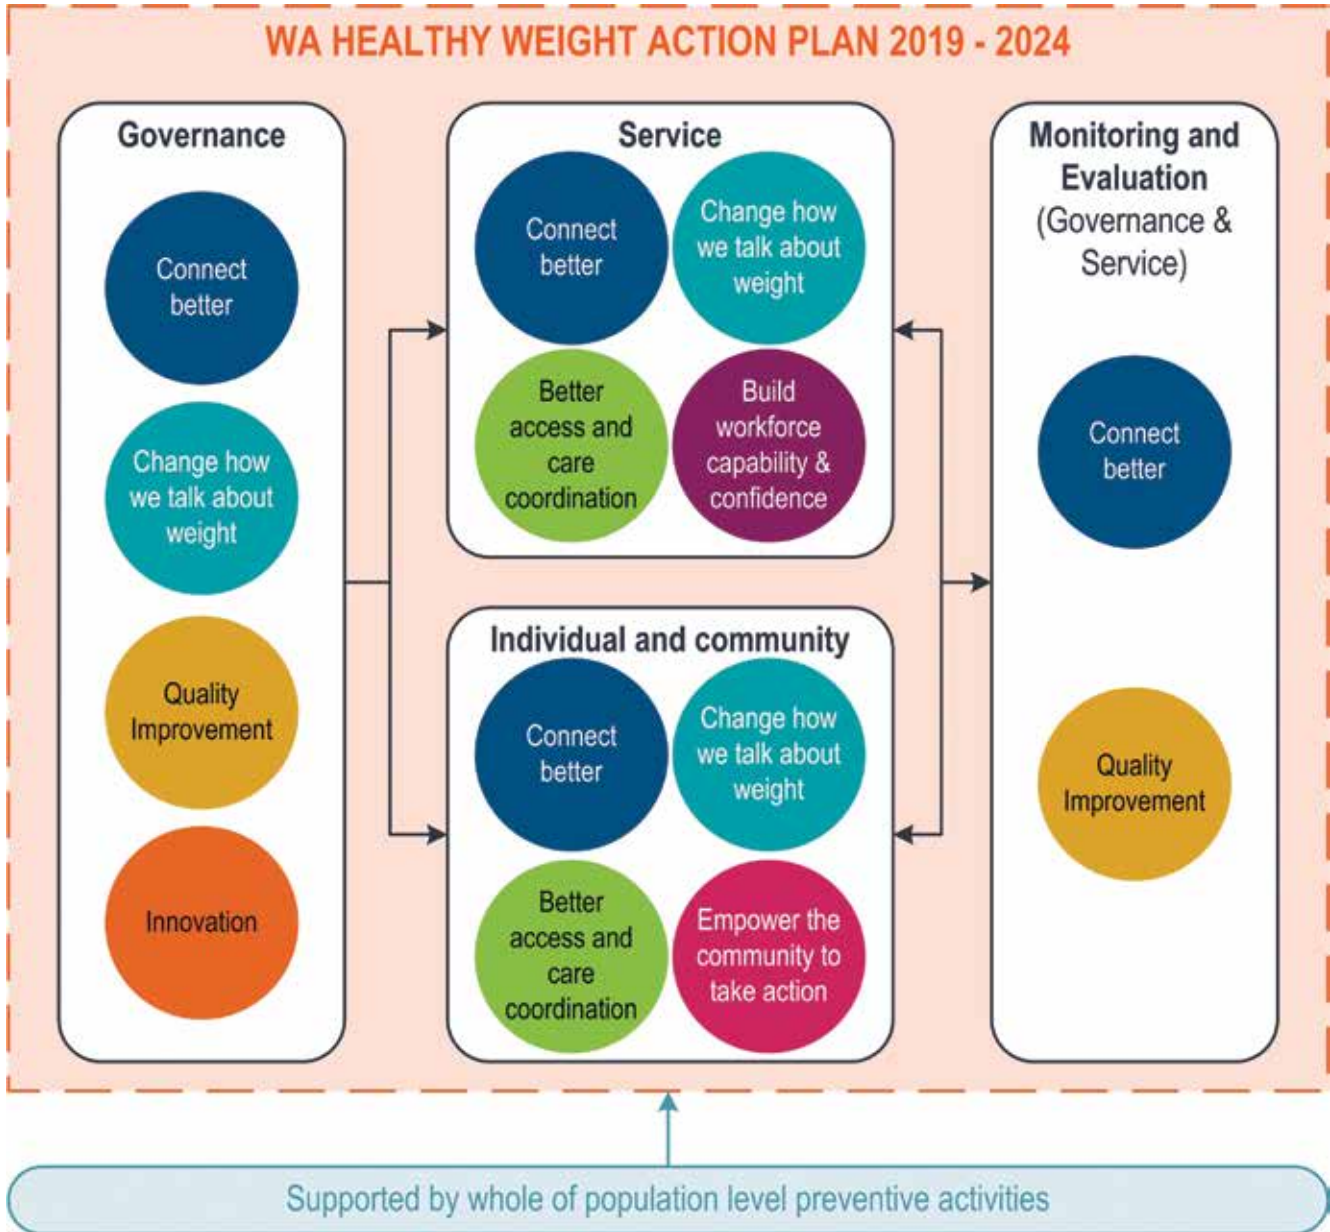 WA HEALTHY WEIGHT ACTION PLAN 2019 - 2024
Governance
Connect
better
Change how
we talk about
weight
Quality
Improvement
Innovation
Service
Connect
better
Change how
we talk about
weight
Better
access and
care
coordination
Build
workforce
capability &
confidence
Individual and community
Connect
better
Change how
we talk about
weight
Better
access and
care
coordination
Empower the
community to
take action
Monitoring and
Evaluation
(Governance &
Service)
Connect
better
Quality
Improvement
Supported by whole of population level preventive activities